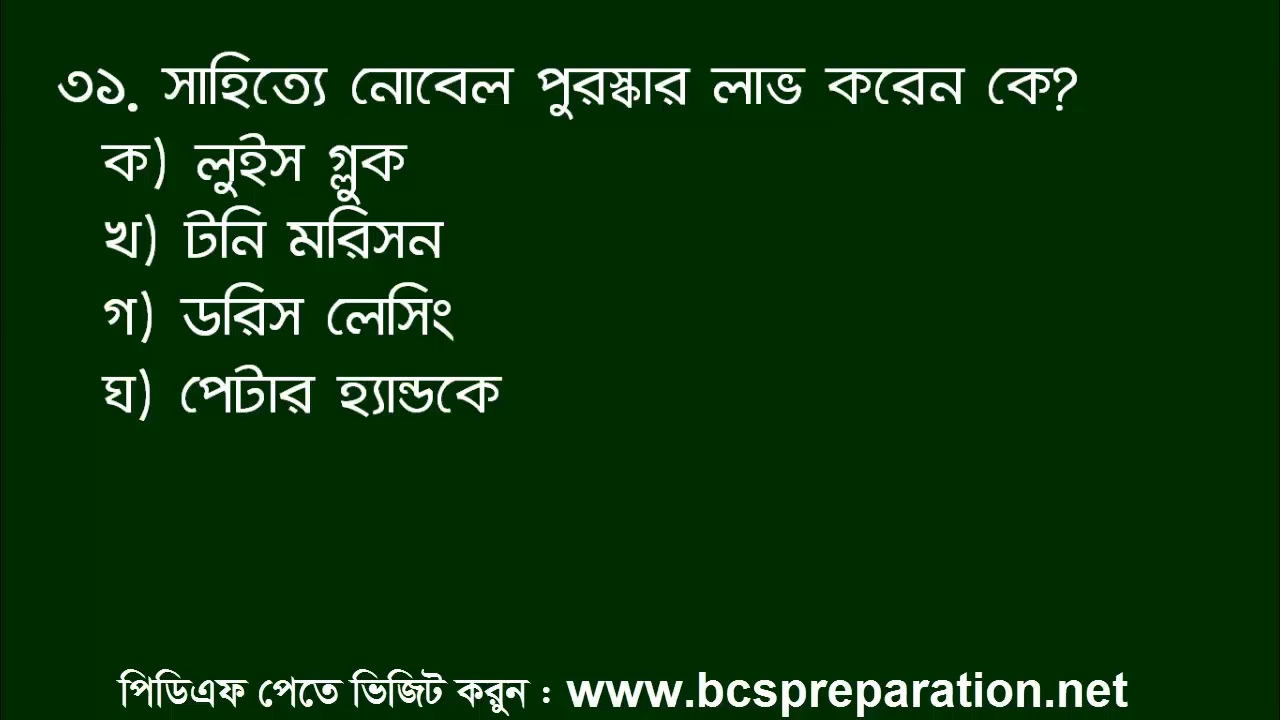 ৩১. সাহিত্যে নোবেল পুরস্কার লাভ করেন কে?
ক) লুইস গ্লুক
খ) টনি মরিসন
গ) ডরিস লেসিং
ঘ) পেটার হ্যান্ডকে
পিডিএফ পেতে ভিজিট করুন : www.bcspreparation.net